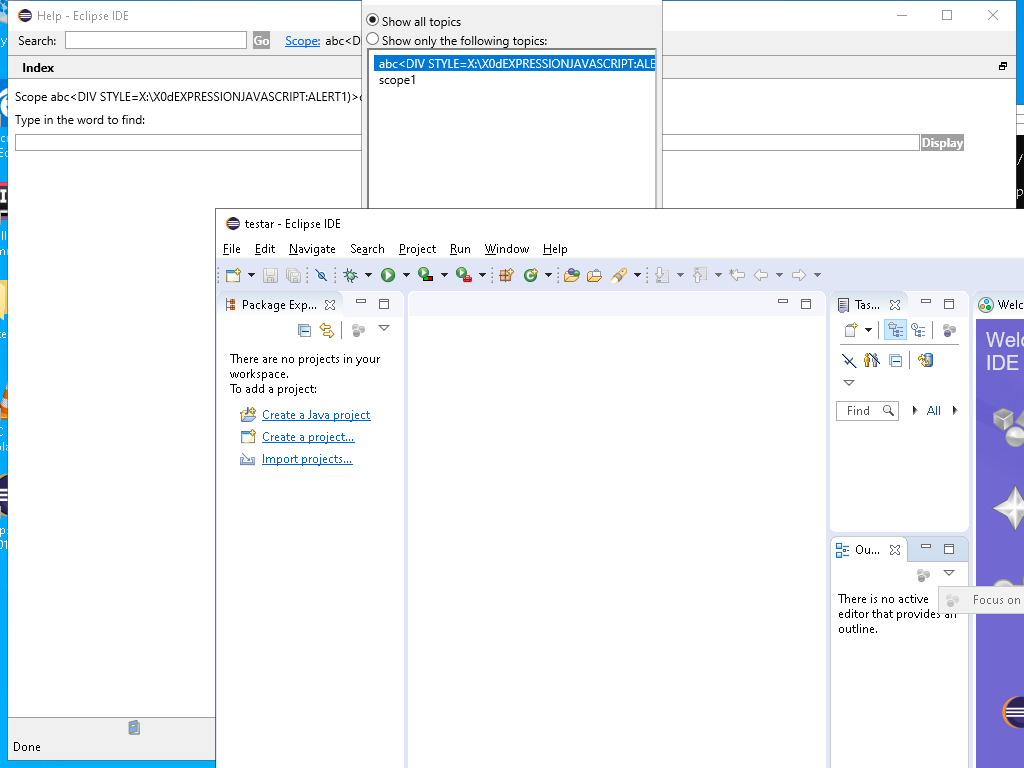 Help - Eclipse IDE
Search:
Go
Scope:
abc<D
Show all topics
Show only the following topics:
abc<DIV STYLE=X:\X0dEXPRESSIONJAVASCRIPT:ALE
scope1
Index
Scope abc<DIV STYLE=X:\X0dEXPRESSIONJAVASCRIPT:ALERT1)>
Type in the word to find:
Display
testar - Eclipse IDE
File Edit Navigate Search Project Run Window Help
Package Exp...
There are no projects in your
workspace.
To add a project:
Create a Java project
Create a project...
Import projects...
Tas...
Find
All
Welc
Welc
IDE
Ou...
There is no active
editor that provides an
outline.
Focus on
Done